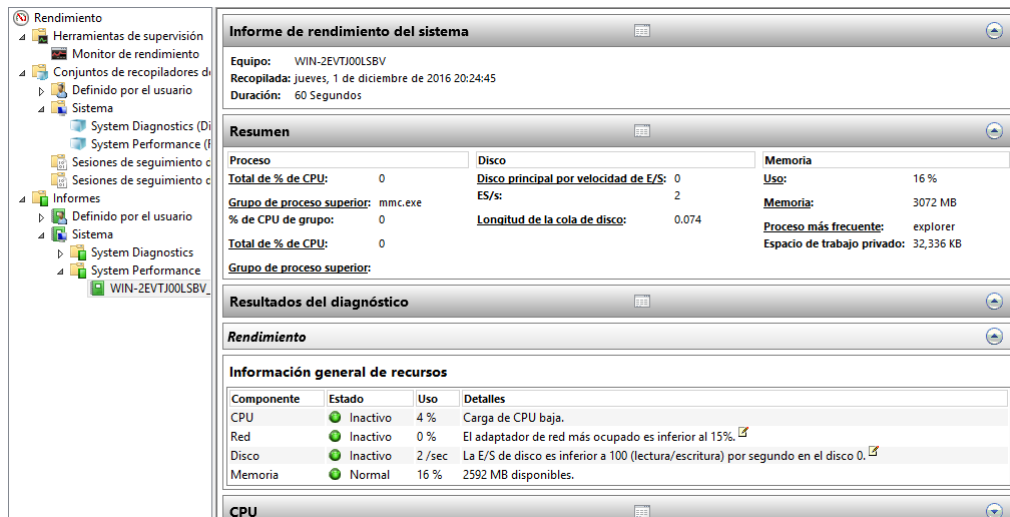 Rendimiento
Herramientas de supervisión
Monitor de rendimiento
Conjuntos de recopiladores de
Definido por el usuario
Sistema
System Diagnostics (Di
System Performance (F
Sesiones de seguimiento c
Sesiones de seguimiento c
Informes
Definido por el usuario
Sistema
System Diagnostics
System Performance
WIN-2EVTJ00LSBV_
Informe de rendimiento del sistema
Equipo: WIN-2EVTJ00LSBV
Recopilada: jueves, 1 de diciembre de 2016 20:24:45
Duración: 60 Segundos
Resumen
Proceso
Total de % de CPU: 0
Grupo de proceso superior: mmc.exe
% de CPU de grupo: 0
Total de % de CPU: 0
Grupo de proceso superior:
Disco
Disco principal por velocidad de E/S: 0
ES/s: 2
Longitud de la cola de disco: 0.074
Memoria
Uso: 16 %
Memoria: 3072 MB
Proceso más frecuente: explorer
Espacio de trabajo privado: 32,336 KB
Resultados del diagnóstico
Rendimiento
Información general de recursos
Componente Estado Uso Detalles
CPU Inactivo 4 % Carga de CPU baja.
Red Inactivo 0 % El adaptador de red más ocupado es inferior al 15%.
Disco Inactivo 2 /sec La E/S de disco es inferior a 100 (lectura/escritura) por segundo en el disco 0.
Memoria Normal 16 % 2592 MB disponibles.
CPU